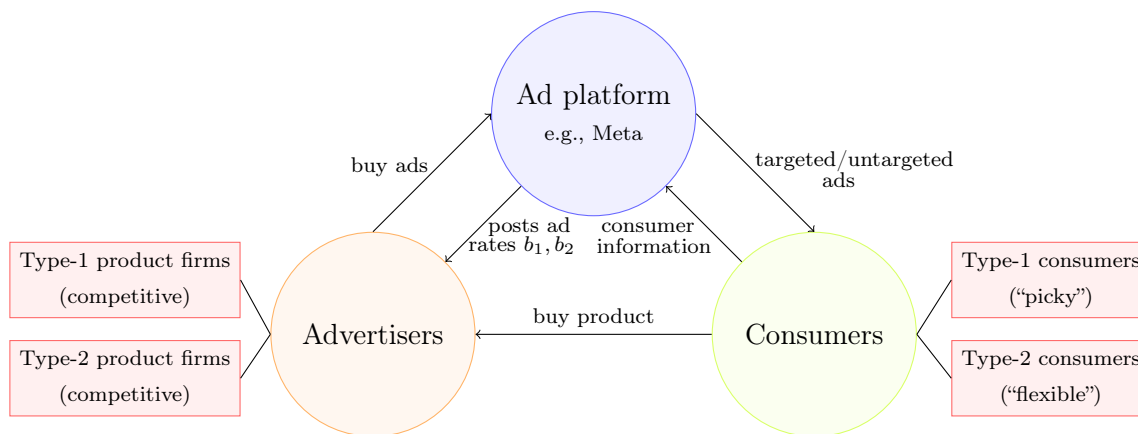 Ad platform
e.g., Meta
buy ads
targeted/untargeted
ads
posts ad
rates b₁, b₂
consumer
information
Type-1 product firms
(competitive)
Type-2 product firms
(competitive)
Advertisers
buy product
Consumers
Type-1 consumers
(“picky”)
Type-2 consumers
(“flexible”)